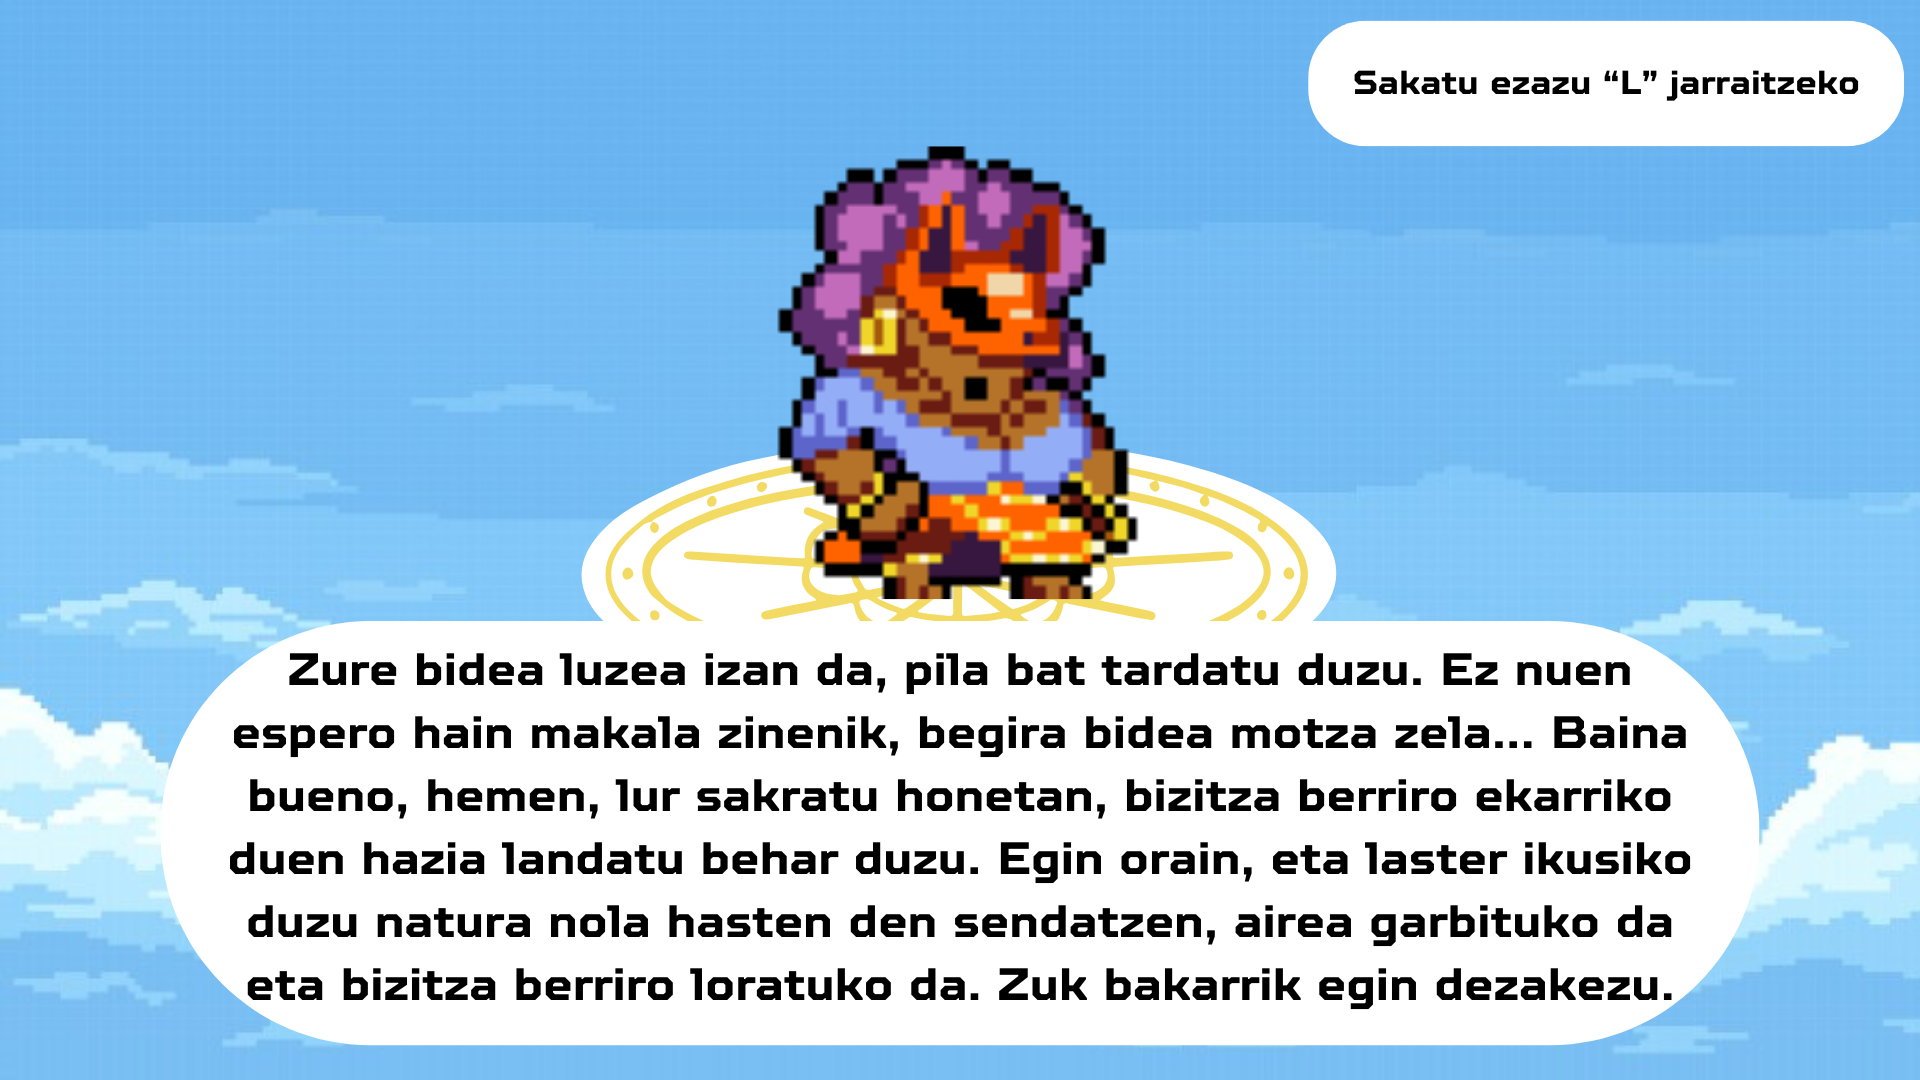 Sakatu ezazu “L” jarraitzeko
Zure bidea luzea izan da, pila bat tardatu duzu. Ez nuen
espero hain makala zinenik, begira bidea motza zela... Baina
bueno, hemen, lur sakratu honetan, bizitza berriro ekarriko
duen hazia landatu behar duzu. Egin orain, eta laster ikusiko
duzu natura nola hasten den sendatzen, airea garbituko da
eta bizitza berriro loratuko da. Zuk bakarrik egin dezakezu.